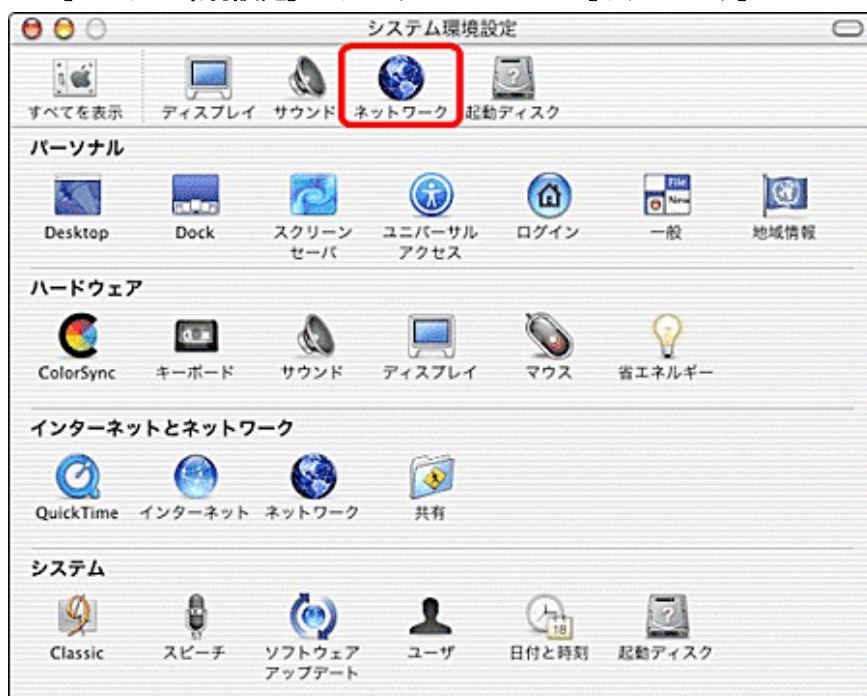 システム環境設定
すべてを表示 ディスプレイ サウンド ネットワーク 起動ディスク
パーソナル
Desktop Dock スクリーン ユニバーサル ログイン 一般 地域情報
セーバ アクセス
ハードウェア
ColorSync キーボード サウンド ディスプレイ マウス 省エネルギー
インターネットとネットワーク
QuickTime インターネット ネットワーク 共有
システム
Classic スピーチ ソフトウェア ユーザ 日付と時刻 起動ディスク
アップデート